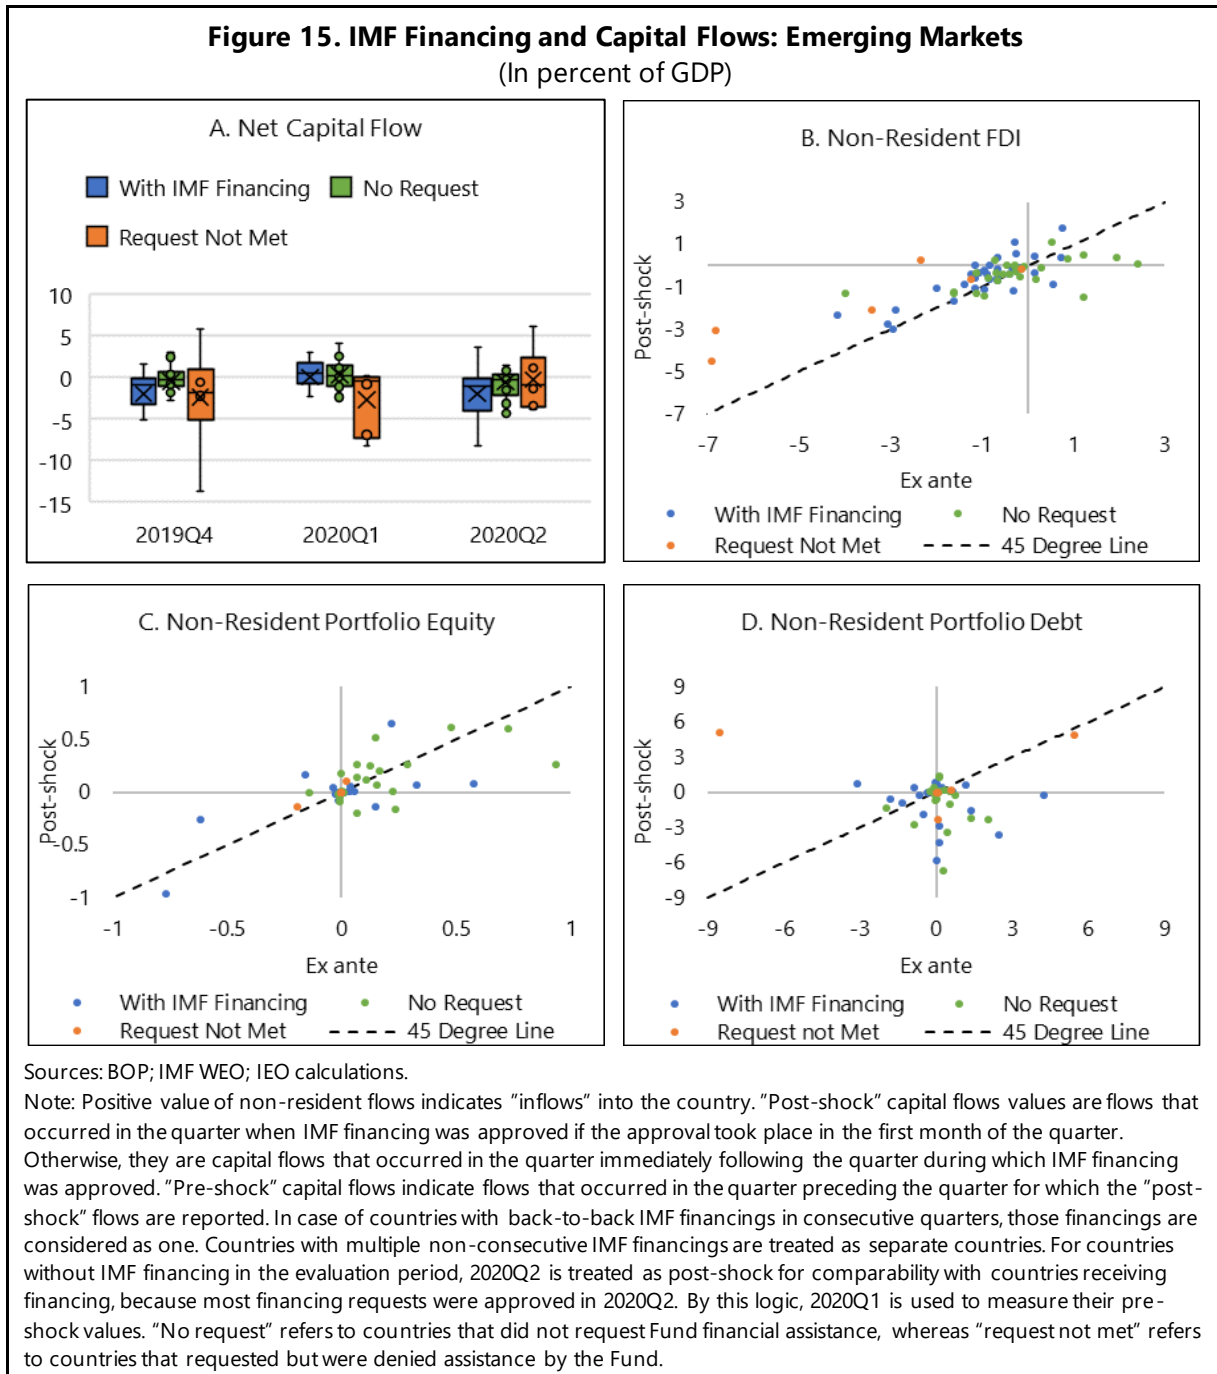 Figure 15. IMF Financing and Capital Flows: Emerging Markets
(In percent of GDP)
A. Net Capital Flow
With IMF Financing
No Request
Request Not Met
10
5
0
-5
-10
-15
2019Q4
2020Q1
2020Q2
B. Non-Resident FDI
3
1
-1
-3
-5
-7
Post-shock
-7 -5 -3 -1 1 3
Ex ante
With IMF Financing
No Request
Request Not Met
45 Degree Line
C. Non-Resident Portfolio Equity
1
0.5
0
-0.5
-1
Post-shock
-1 -0.5 0 0.5 1
Ex ante
With IMF Financing
No Request
Request Not Met
45 Degree Line
D. Non-Resident Portfolio Debt
9
6
3
0
-3
-6
-9
Post-shock
-9 -6 -3 0 3 6 9
Ex ante
With IMF Financing
No Request
Request not Met
45 Degree Line
Sources: BOP; IMF WEO; IEO calculations.
Note: Positive value of non-resident flows indicates "inflows" into the country. "Post-shock" capital flows values are flows that
occurred in the quarter when IMF financing was approved if the approval took place in the first month of the quarter.
Otherwise, they are capital flows that occurred in the quarter immediately following the quarter during which IMF financing
was approved. "Pre-shock" capital flows indicate flows that occurred in the quarter preceding the quarter for which the "post-
shock" flows are reported. In case of countries with back-to-back IMF financings in consecutive quarters, those financings are
considered as one. Countries with multiple non-consecutive IMF financings are treated as separate countries. For countries
without IMF financing in the evaluation period, 2020Q2 is treated as post-shock for comparability with countries receiving
financing, because most financing requests were approved in 2020Q2. By this logic, 2020Q1 is used to measure their pre-
shock values. "No request" refers to countries that did not request Fund financial assistance, whereas "request not met" refers
to countries that requested but were denied assistance by the Fund.